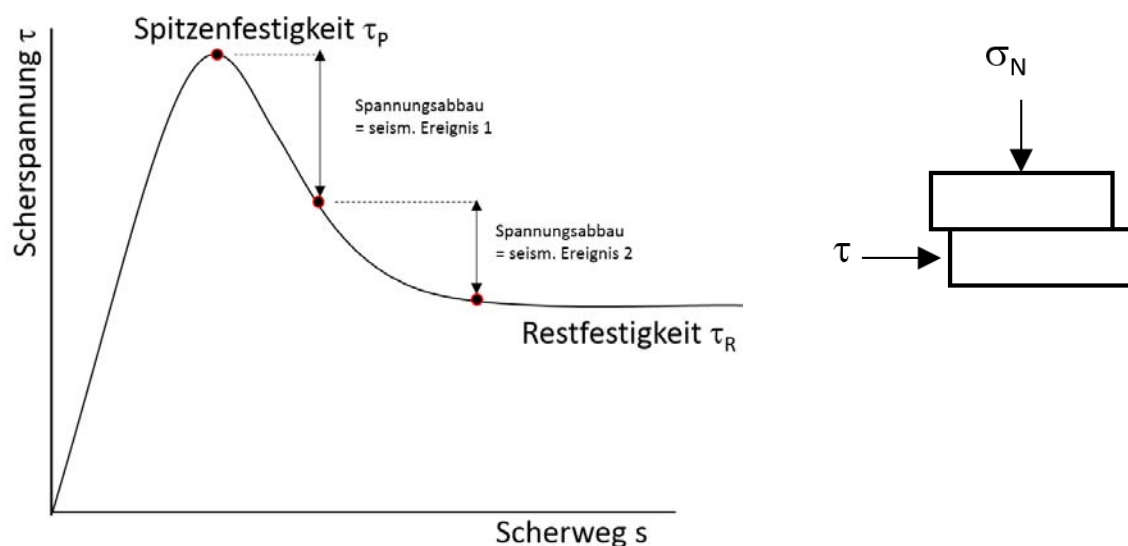 Spitzenfestigkeit τP
Scherspannung τ
Spannungsabbau
= seism. Ereignis 1
Spannungsabbau
= seism. Ereignis 2
Restfestigkeit τR
Scherweg s
σN
τ